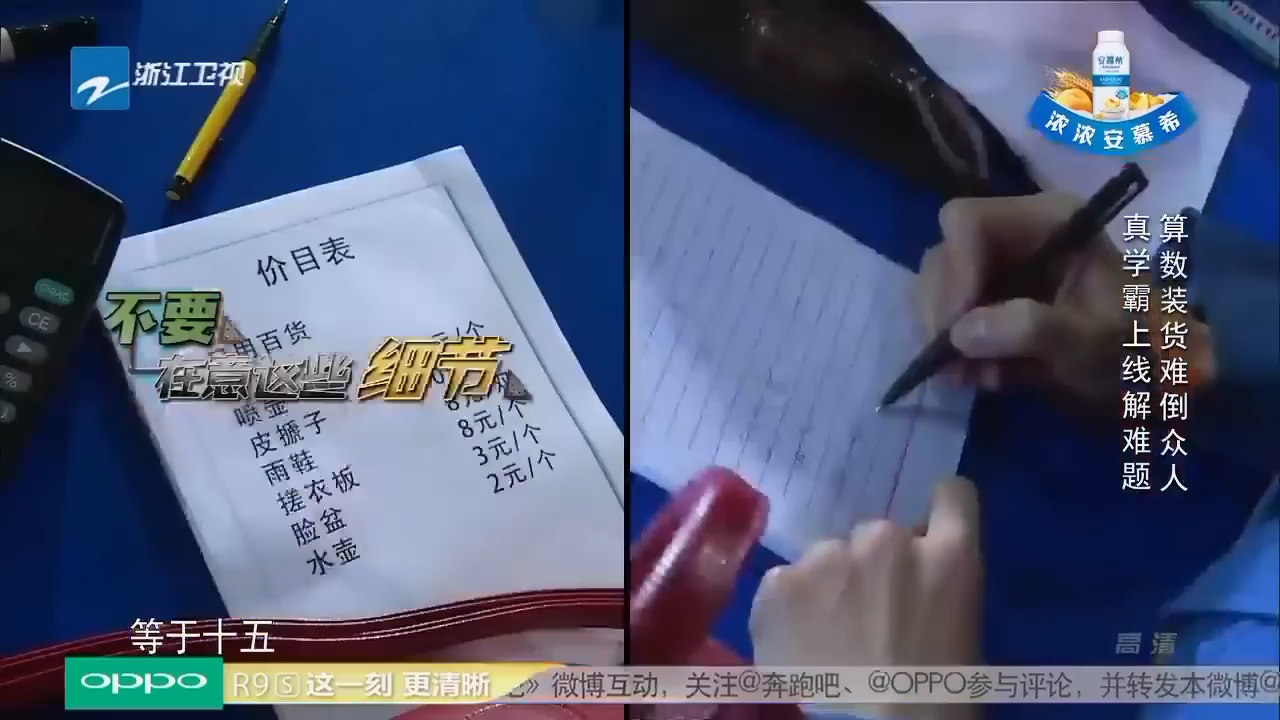 浙江卫视
安慕希
浓浓安慕希
价目表
不要
在意这些细节
用百货
元/个
喷壶
皮搋子
8元/个
雨鞋
3元/个
搓衣板
2元/个
脸盆
水壶
CE
%
算数装货难倒众人
真学霸上线解难题
等于十五
高清
oppo
R9s 这一刻 更清晰
吧》微博互动，关注@奔跑吧、@OPPO参与评论，并转发本微博@